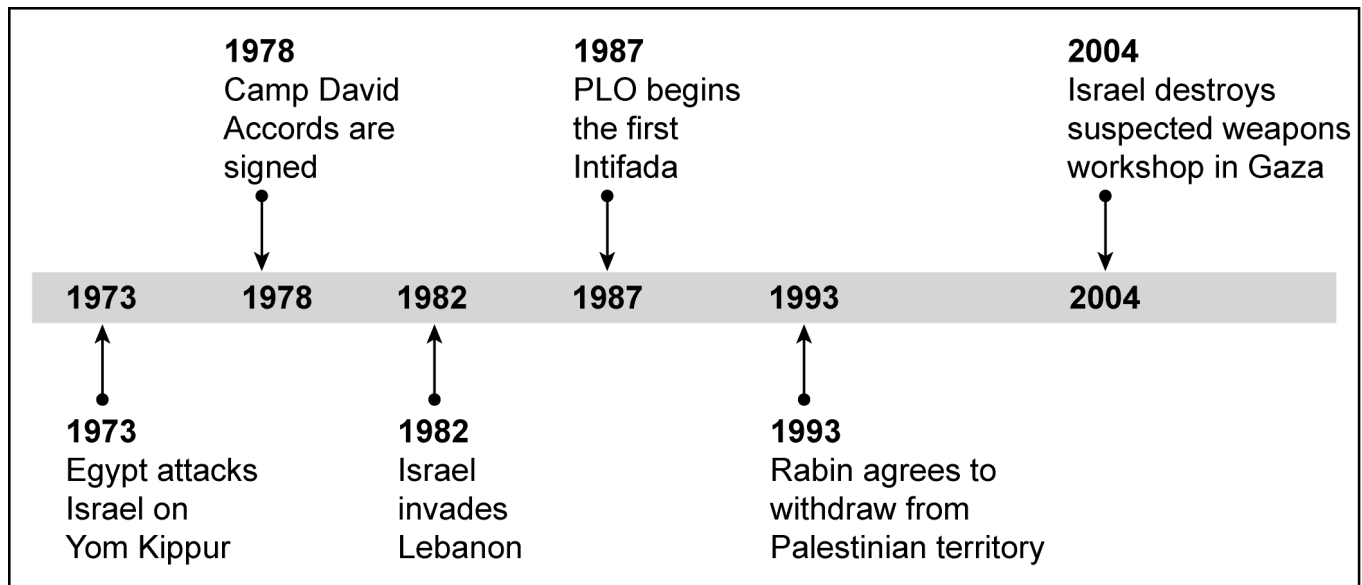 1978
Camp David
Accords are
signed
1987
PLO begins
the first
Intifada
2004
Israel destroys
suspected weapons
workshop in Gaza
1973 1978 1982 1987 1993 2004
1973
Egypt attacks
Israel on
Yom Kippur
1982
Israel
invades
Lebanon
1993
Rabin agrees to
withdraw from
Palestinian territory